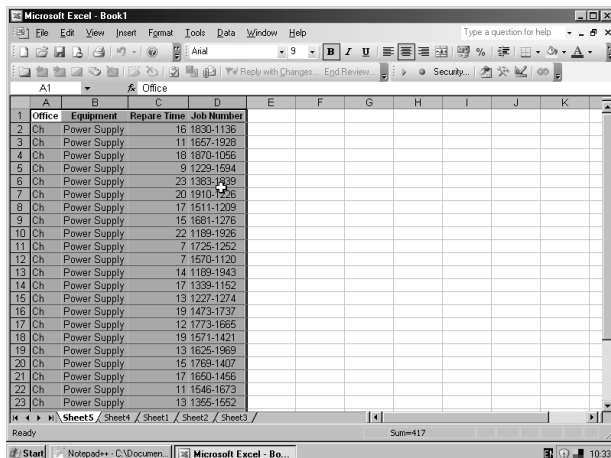 Microsoft Excel - Book1
File Edit View Insert Format Tools Data Window Help Type a question for help
Arial 9 B I U
Reply with Changes... End Review... Security...
A1 fx Office
A B C D E F G H I J K
1 Office Equipment Repare Time Job Number
2 Ch Power Supply 16 1830-1136
3 Ch Power Supply 11 1657-1928
4 Ch Power Supply 18 1870-1056
5 Ch Power Supply 9 1229-1594
6 Ch Power Supply 23
7 Ch Power Supply 20
8 Ch Power Supply 17 1511-1209
9 Ch Power Supply 15 1681-1276
10 Ch Power Supply 22 1189-1926
11 Ch Power Supply 7 1725-1252
12 Ch Power Supply 7 1570-1120
13 Ch Power Supply 14 1189-1943
14 Ch Power Supply 17 1339-1152
15 Ch Power Supply 13 1227-1274
16 Ch Power Supply 19 1473-1737
17 Ch Power Supply 12 1773-1665
18 Ch Power Supply 19 1571-1421
19 Ch Power Supply 13 1625-1969
20 Ch Power Supply 15 1769-1407
21 Ch Power Supply 17 1650-1456
22 Ch Power Supply 11 1546-1673
23 Ch Power Supply 13 1355-1552
Sheet5 Sheet4 Sheet1 Sheet2 Sheet3
Ready Sum=417
Start Notepad++ - C:\Documen... Microsoft Excel - Bo... 10:33